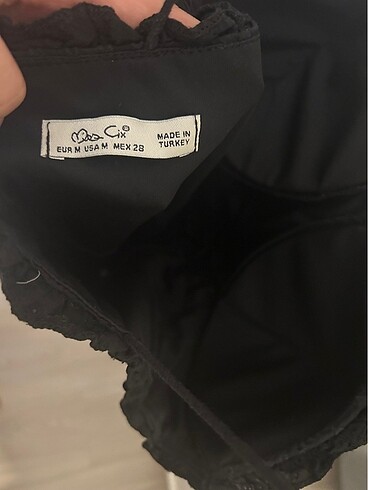 Miss Cix®
MADE IN
TURKEY
EUR M USA M MEX 28